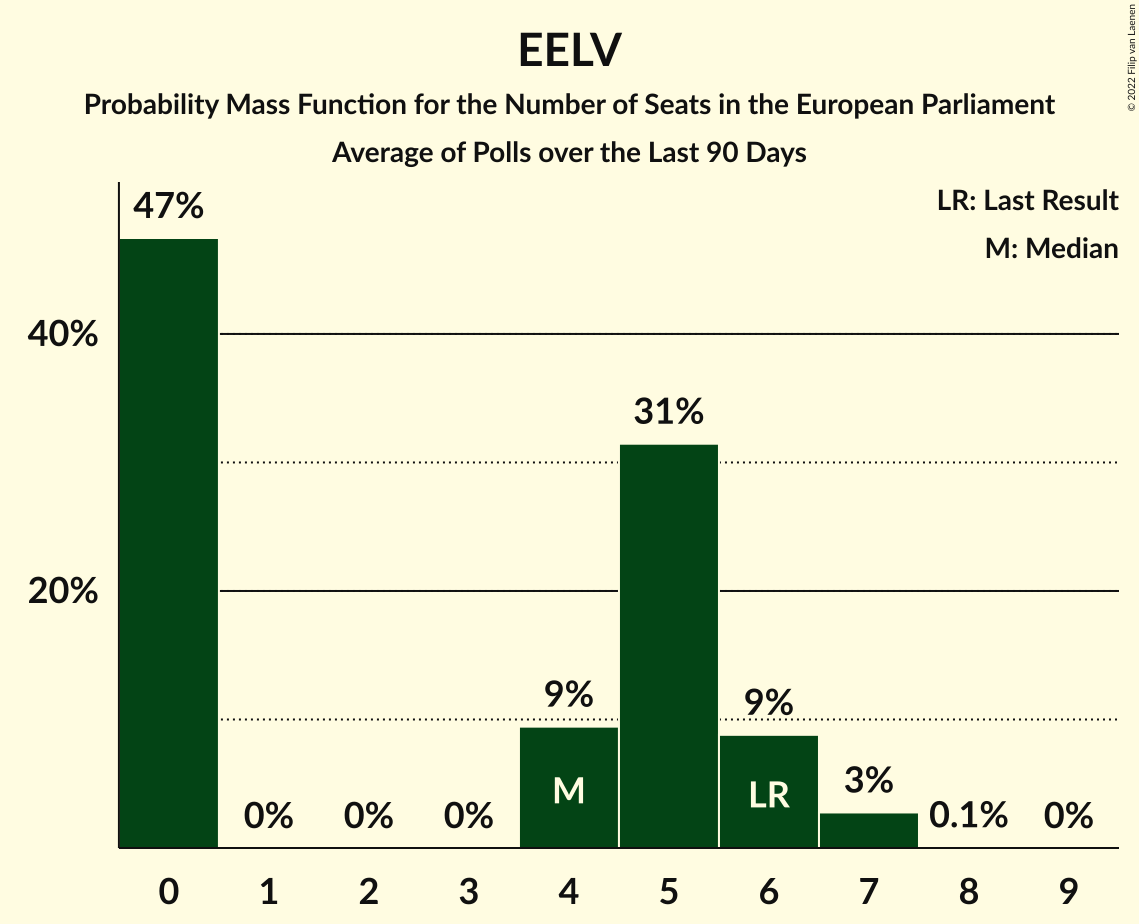 EELV
Probability Mass Function for the Number of Seats in the European Parliament
Average of Polls over the Last 90 Days
© 2022 Filip van Laenen
LR: Last Result
M: Median
47%
40%
31%
20%
9%
9%
M
LR
3%
0%
0%
0%
0.1%
0%
0 1 2 3 4 5 6 7 8 9